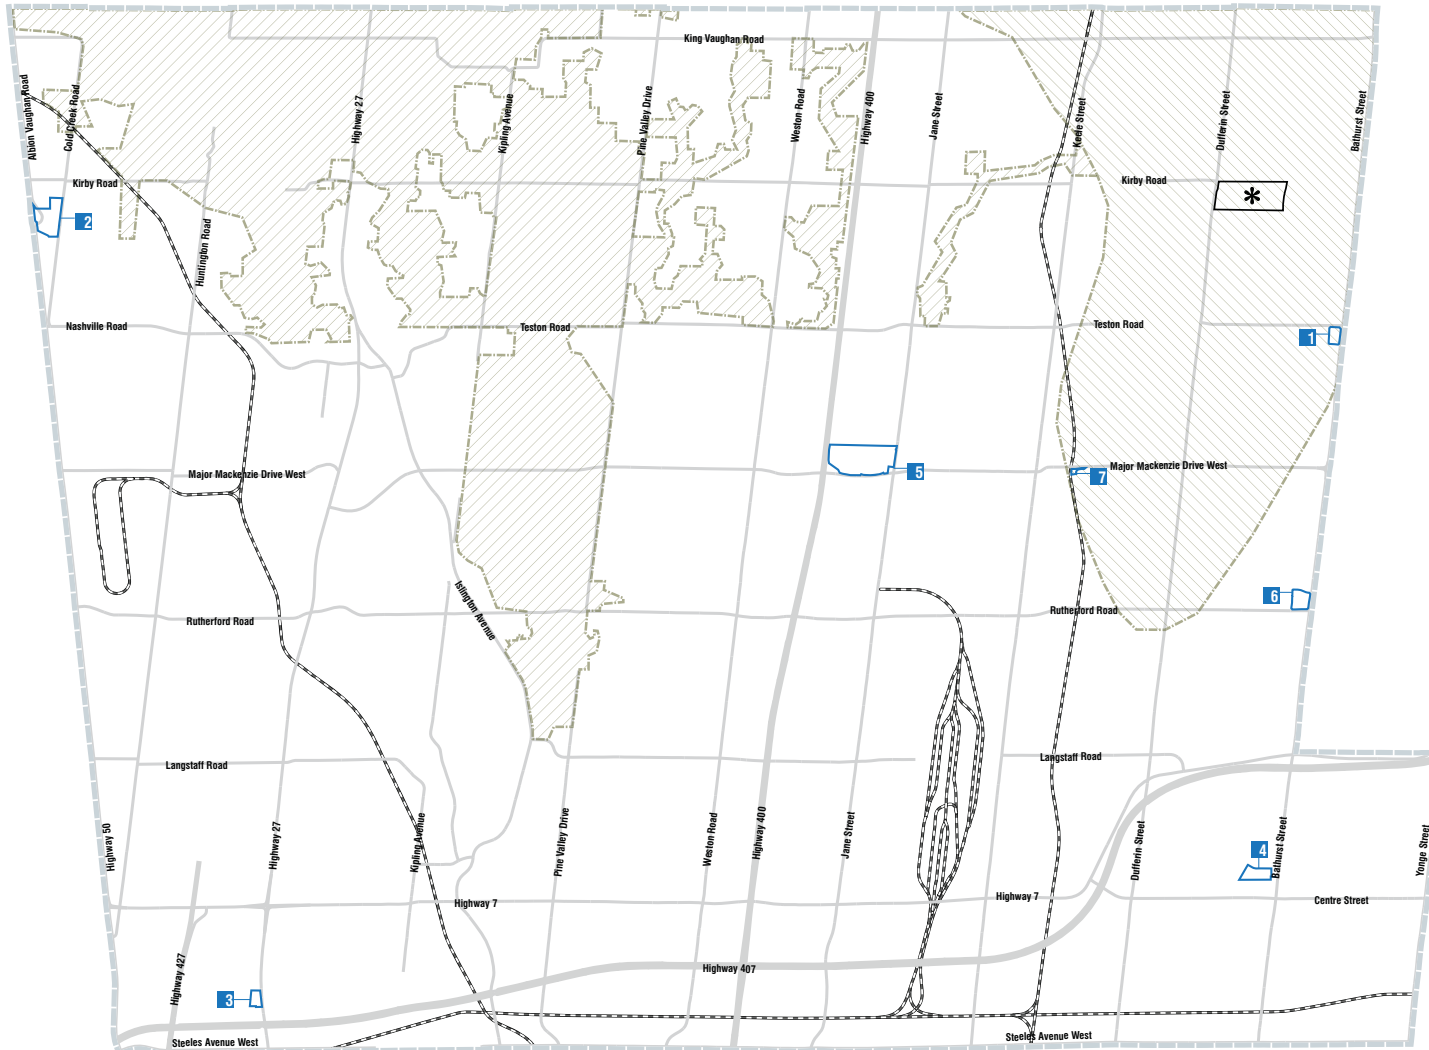 King Vaughan Road
Albion Vaughan Road
Cold Creek Road
Highway 27
Kipling Avenue
Pine Valley Drive
Weston Road
Highway 400
Jane Street
Keele Street
Dufferin Street
Bathurst Street
Kirby Road
Kirby Road
*
2
Huntington Road
Nashville Road
Teston Road
Teston Road
1
Major Mackenzie Drive West
5
Major Mackenzie Drive West
7
Islington Avenue
6
Rutherford Road
Rutherford Road
Langstaff Road
Langstaff Road
Highway 50
Highway 27
Kipling Avenue
Pine Valley Drive
Weston Road
Highway 400
Jane Street
Dufferin Street
4
Bathurst Street
Yonge Street
Highway 7
Highway 7
Centre Street
Highway 427
Highway 407
3
Steeles Avenue West
Steeles Avenue West